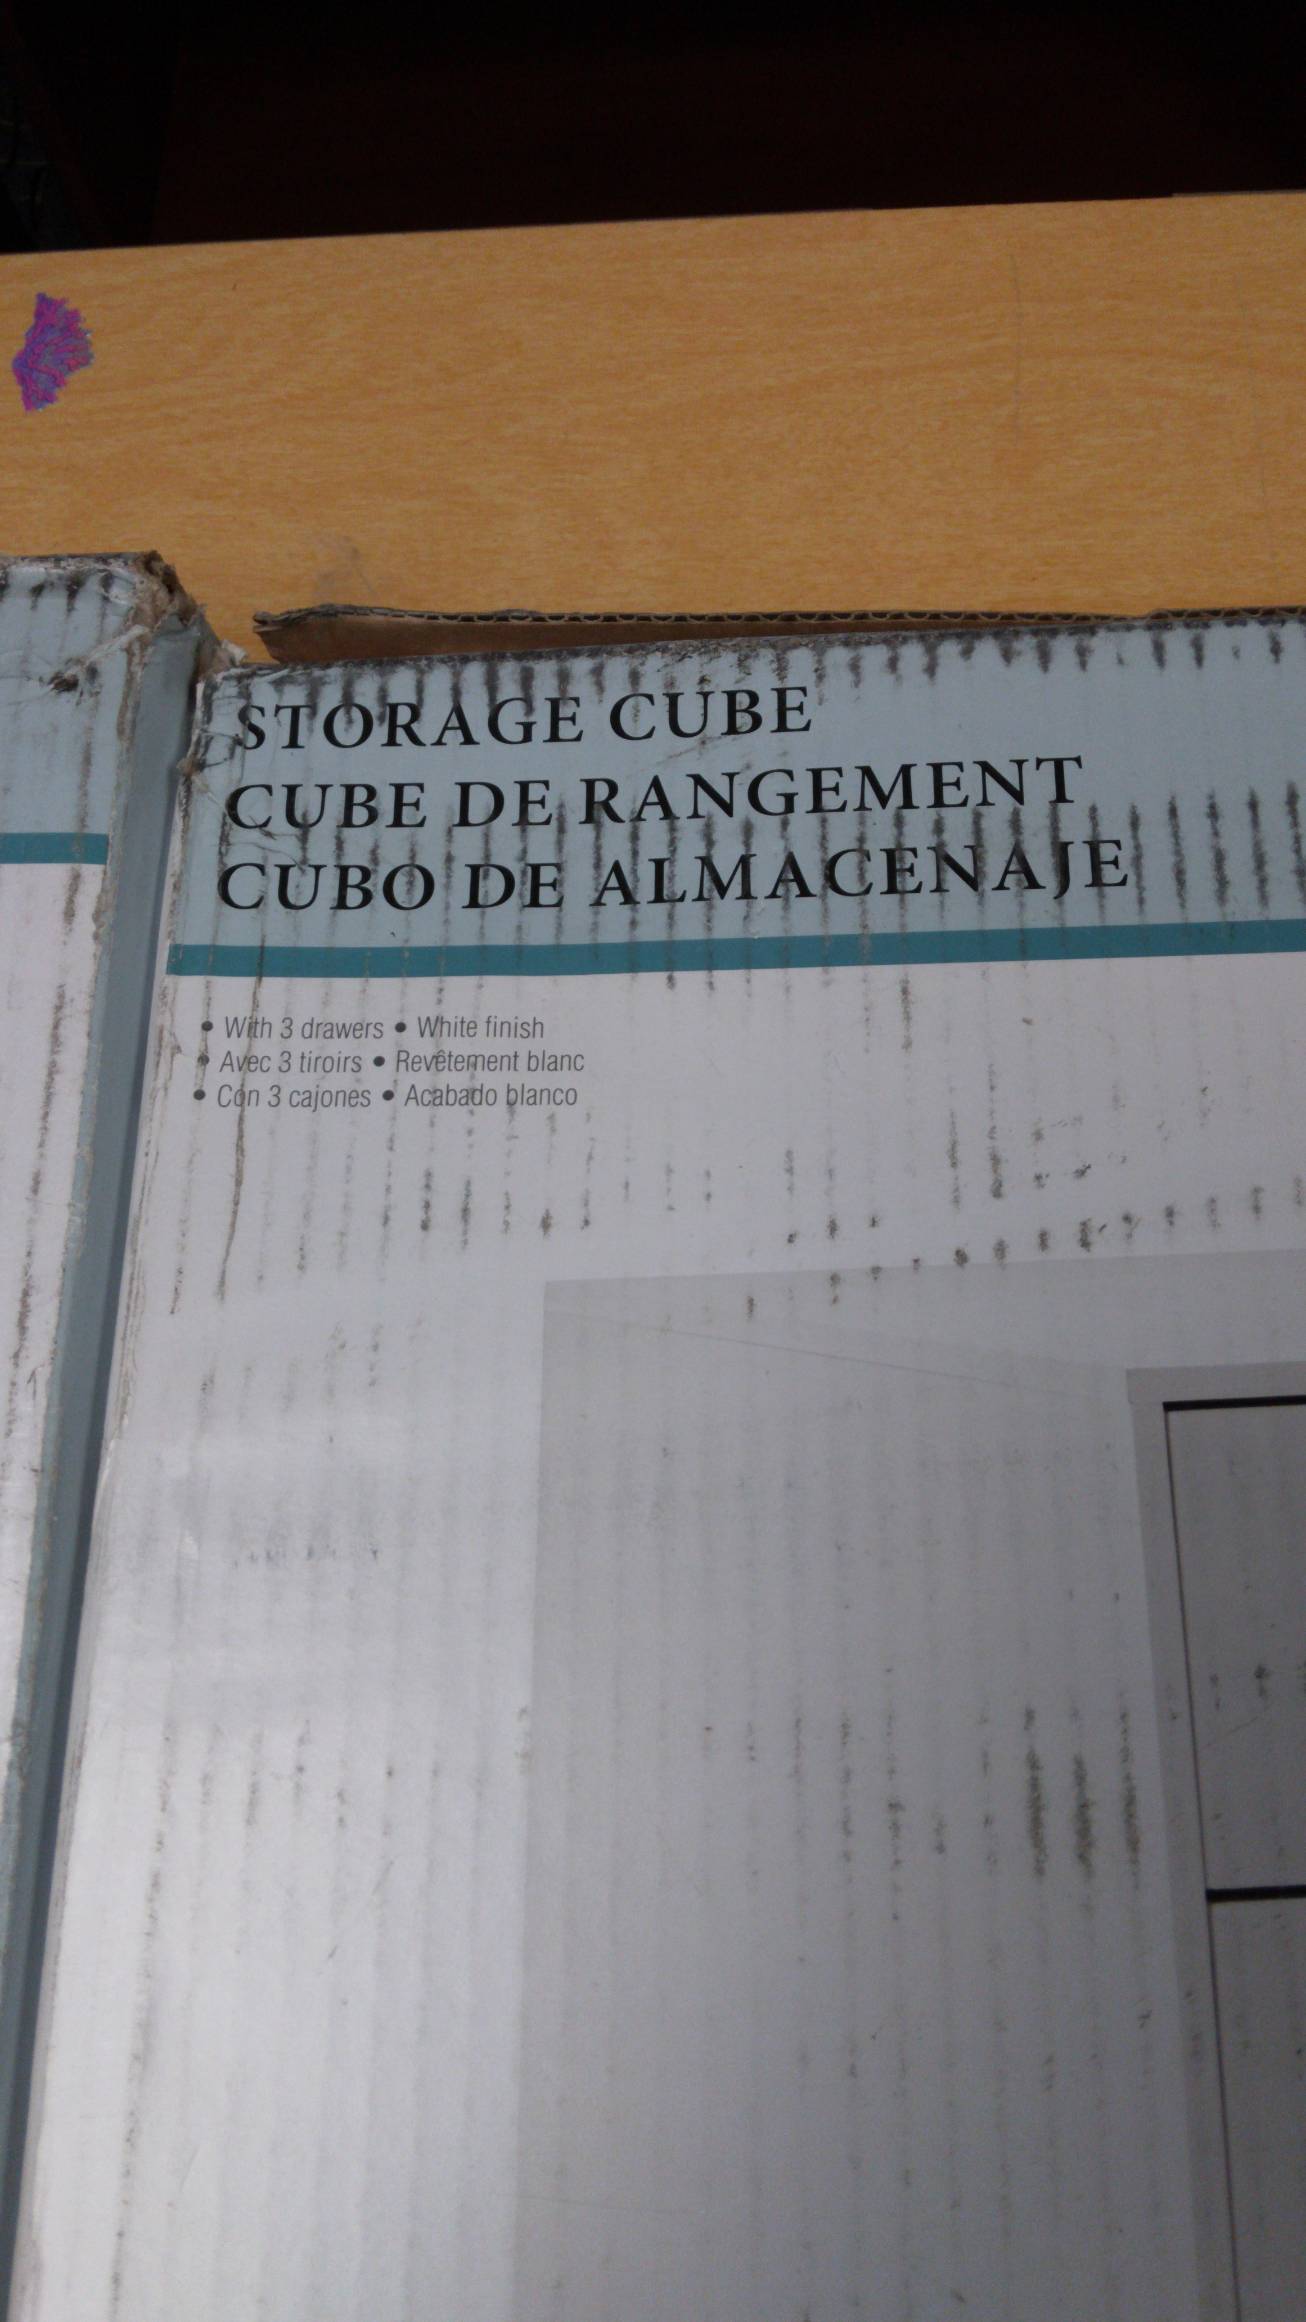 STORAGE CUBE
CUBE DE RANGEMENT
CUBO DE ALMACENAJE
• With 3 drawers • White finish
• Avec 3 tiroirs • Revêtement blanc
• Con 3 cajones • Acabado blanco